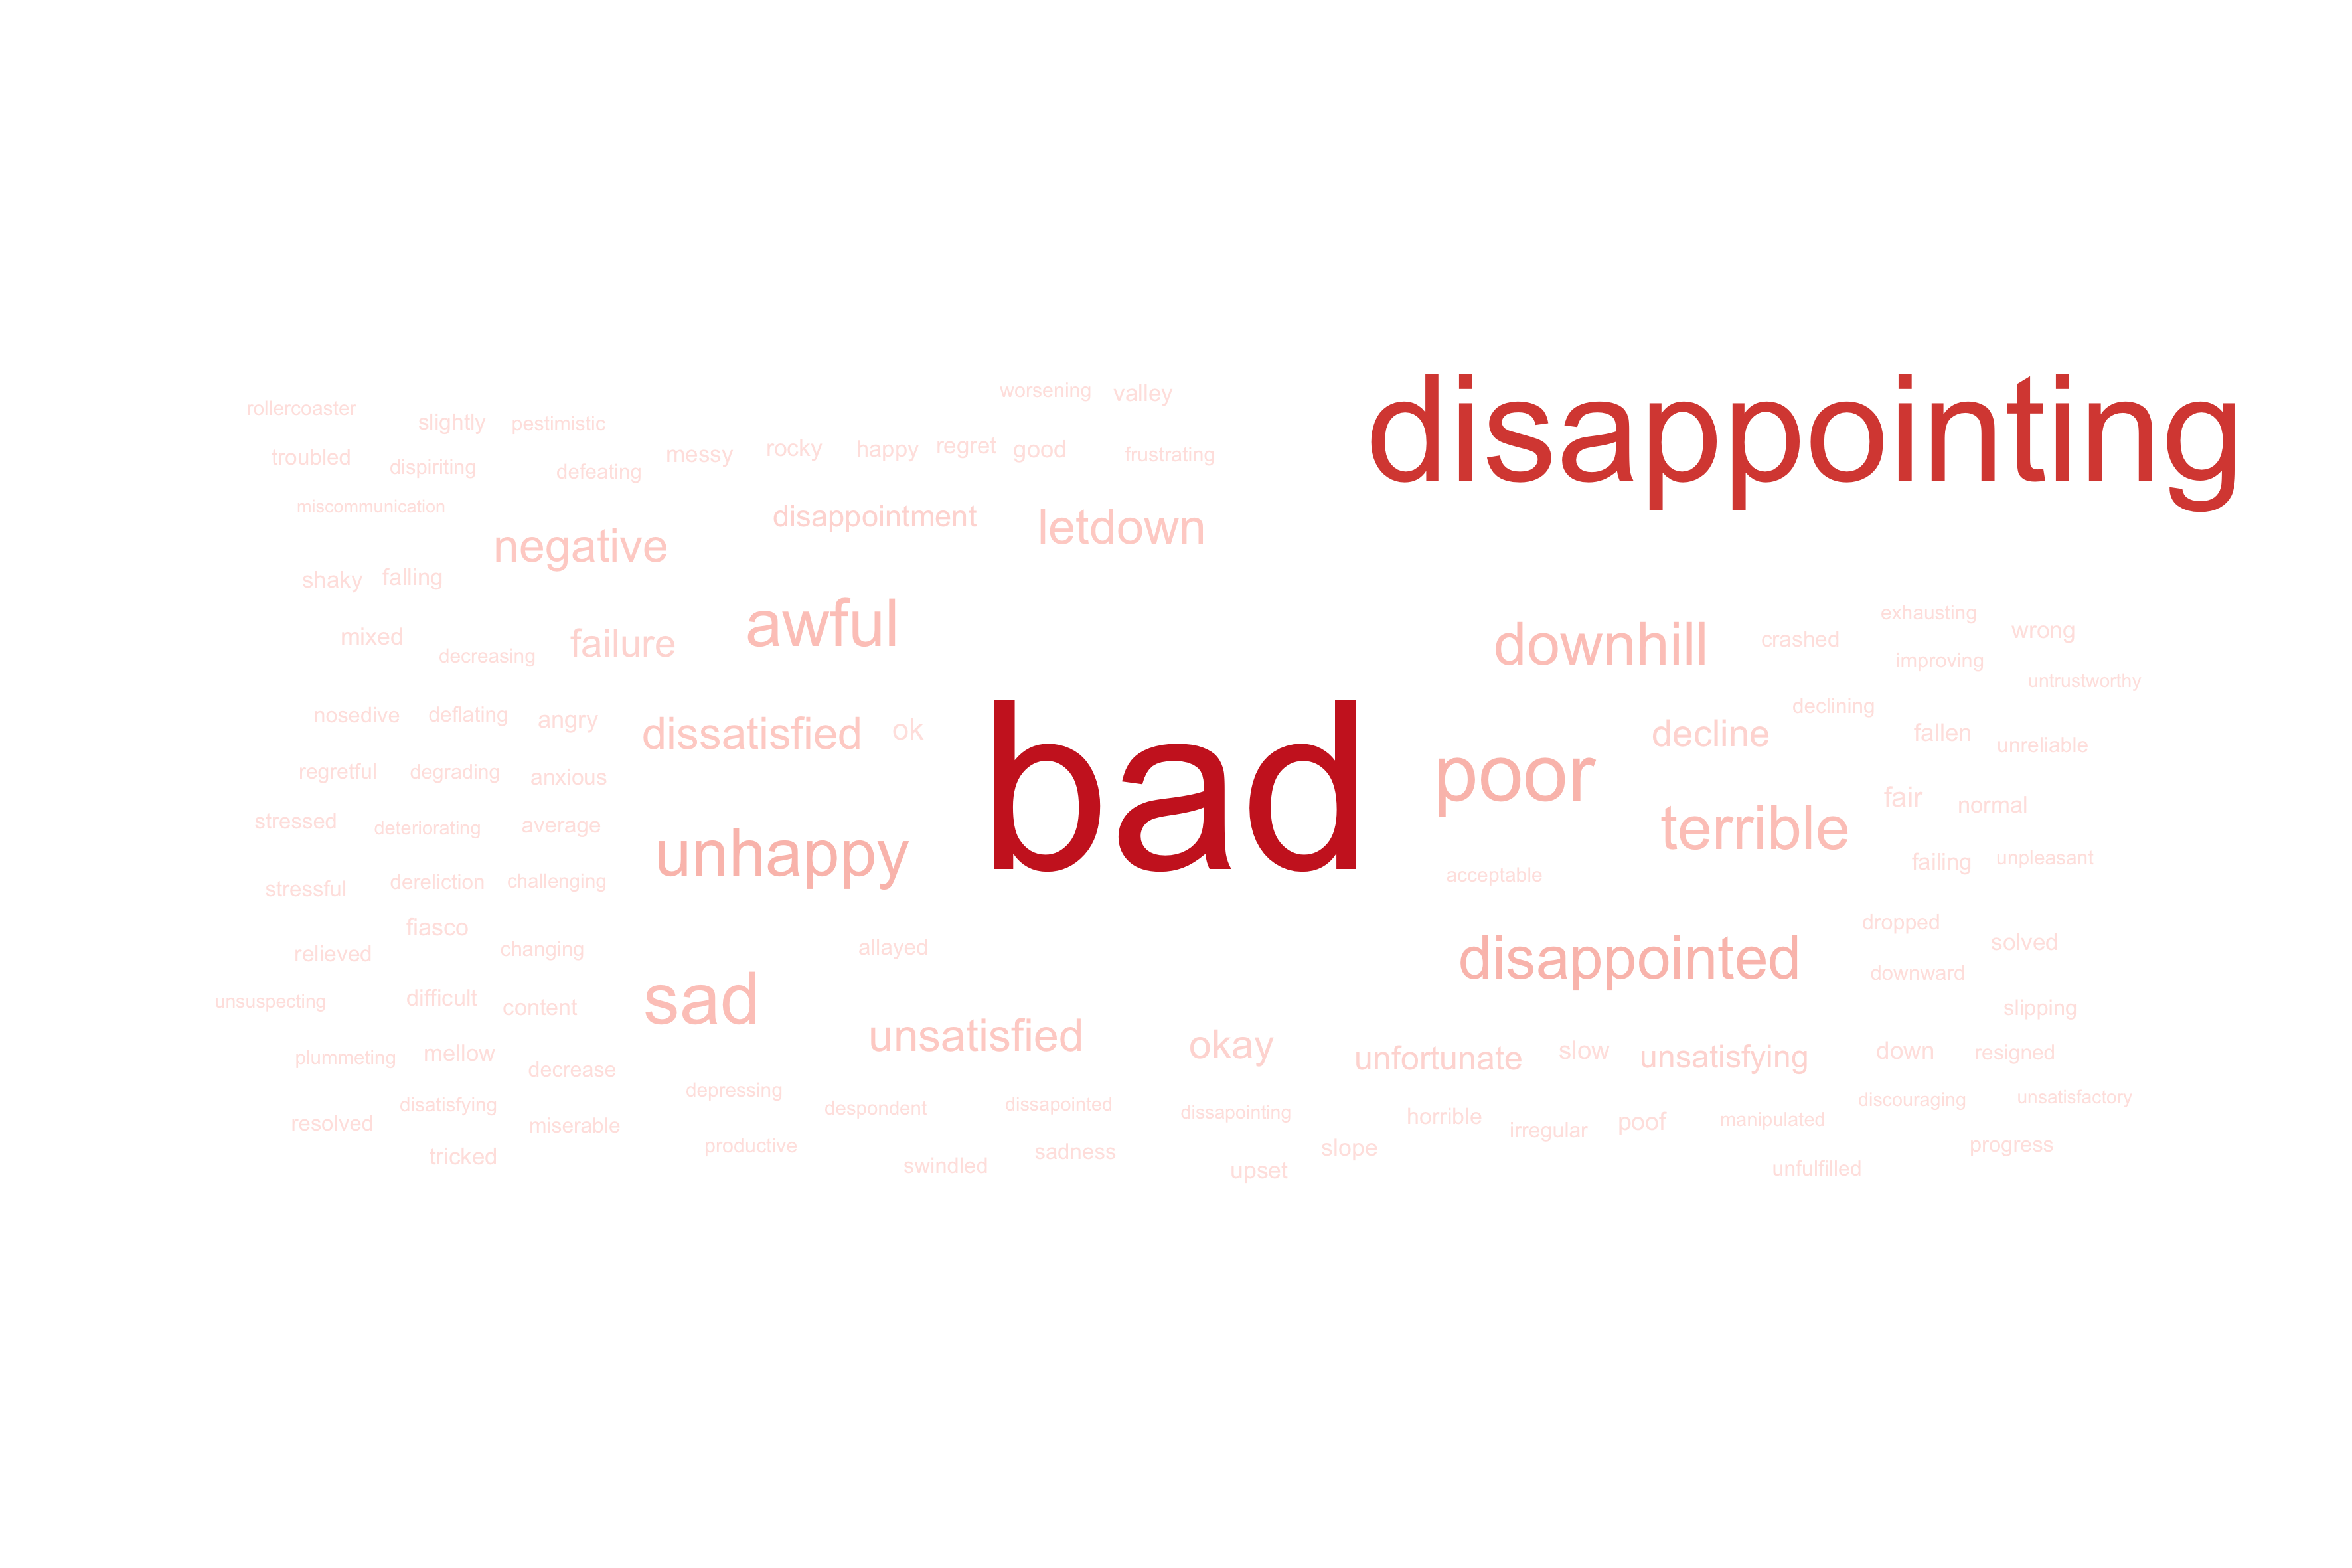 worsening valley
disappointing
rollercoaster slightly pestimistic
troubled dispiriting defeating messy rocky happy regret good frustrating
miscommunication
negative disappointment letdown
shaky falling
mixed decreasing failure awful
downhill crashed exhausting wrong
improving untrustworthy
nosedive deflating angry dissatisfied ok
bad
poor decline declining fallen unreliable
regretful degrading anxious
terrible fair normal
stressed deteriorating average unhappy
acceptable failing unpleasant
stressful dereliction challenging
fiasco
relieved changing allayed
disappointed dropped solved
downward
unsuspecting difficult content sad
slipping
unsatisfied okay unfortunate slow unsatisfying down resigned
plummeting mellow decrease
depressing
resolved disatisfying miserable despondent dissapointed dissapointing horrible irregular poof manipulated discouraging unsatisfactory
tricked productive swindled sadness upset slope unfulfilled progress